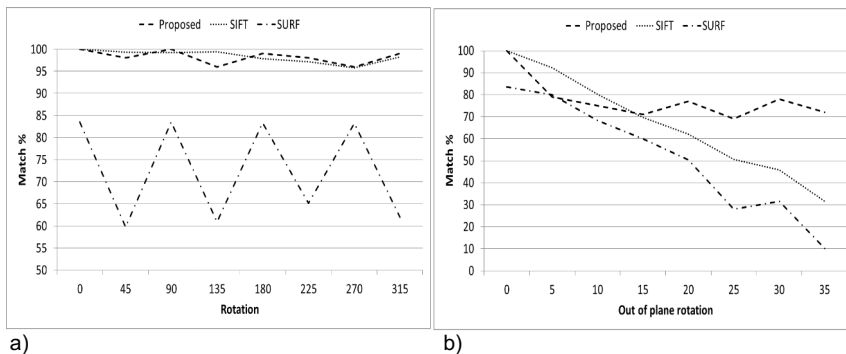 Proposed SIFT SURF
Match %
100
95
90
85
80
75
70
65
60
55
50
0 45 90 135 180 225 270 315
Rotation
a)
Proposed SIFT SURF
Match %
100
90
80
70
60
50
40
30
20
10
0
0 5 10 15 20 25 30 35
Out of plane rotation
b)